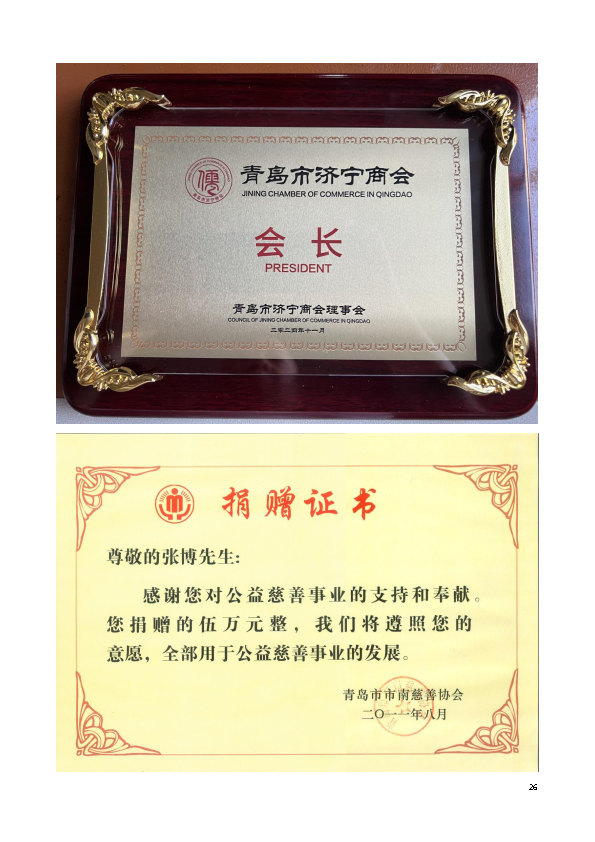 青岛市济宁商会
JINING CHAMBER OF COMMERCE IN QINGDAO
会长
PRESIDENT
青岛市济宁商会理事会
COUNCIL OF JINING CHAMBER OF COMMERCE IN QINGDAO
二零二四年十一月
捐赠证书
尊敬的张博先生:
感谢您对公益慈善事业的支持和奉献。
您捐赠的伍万元整，我们将遵照您的
意愿，全部用于公益慈善事业的发展。
青岛市市南慈善协会
二〇一一年八月
26